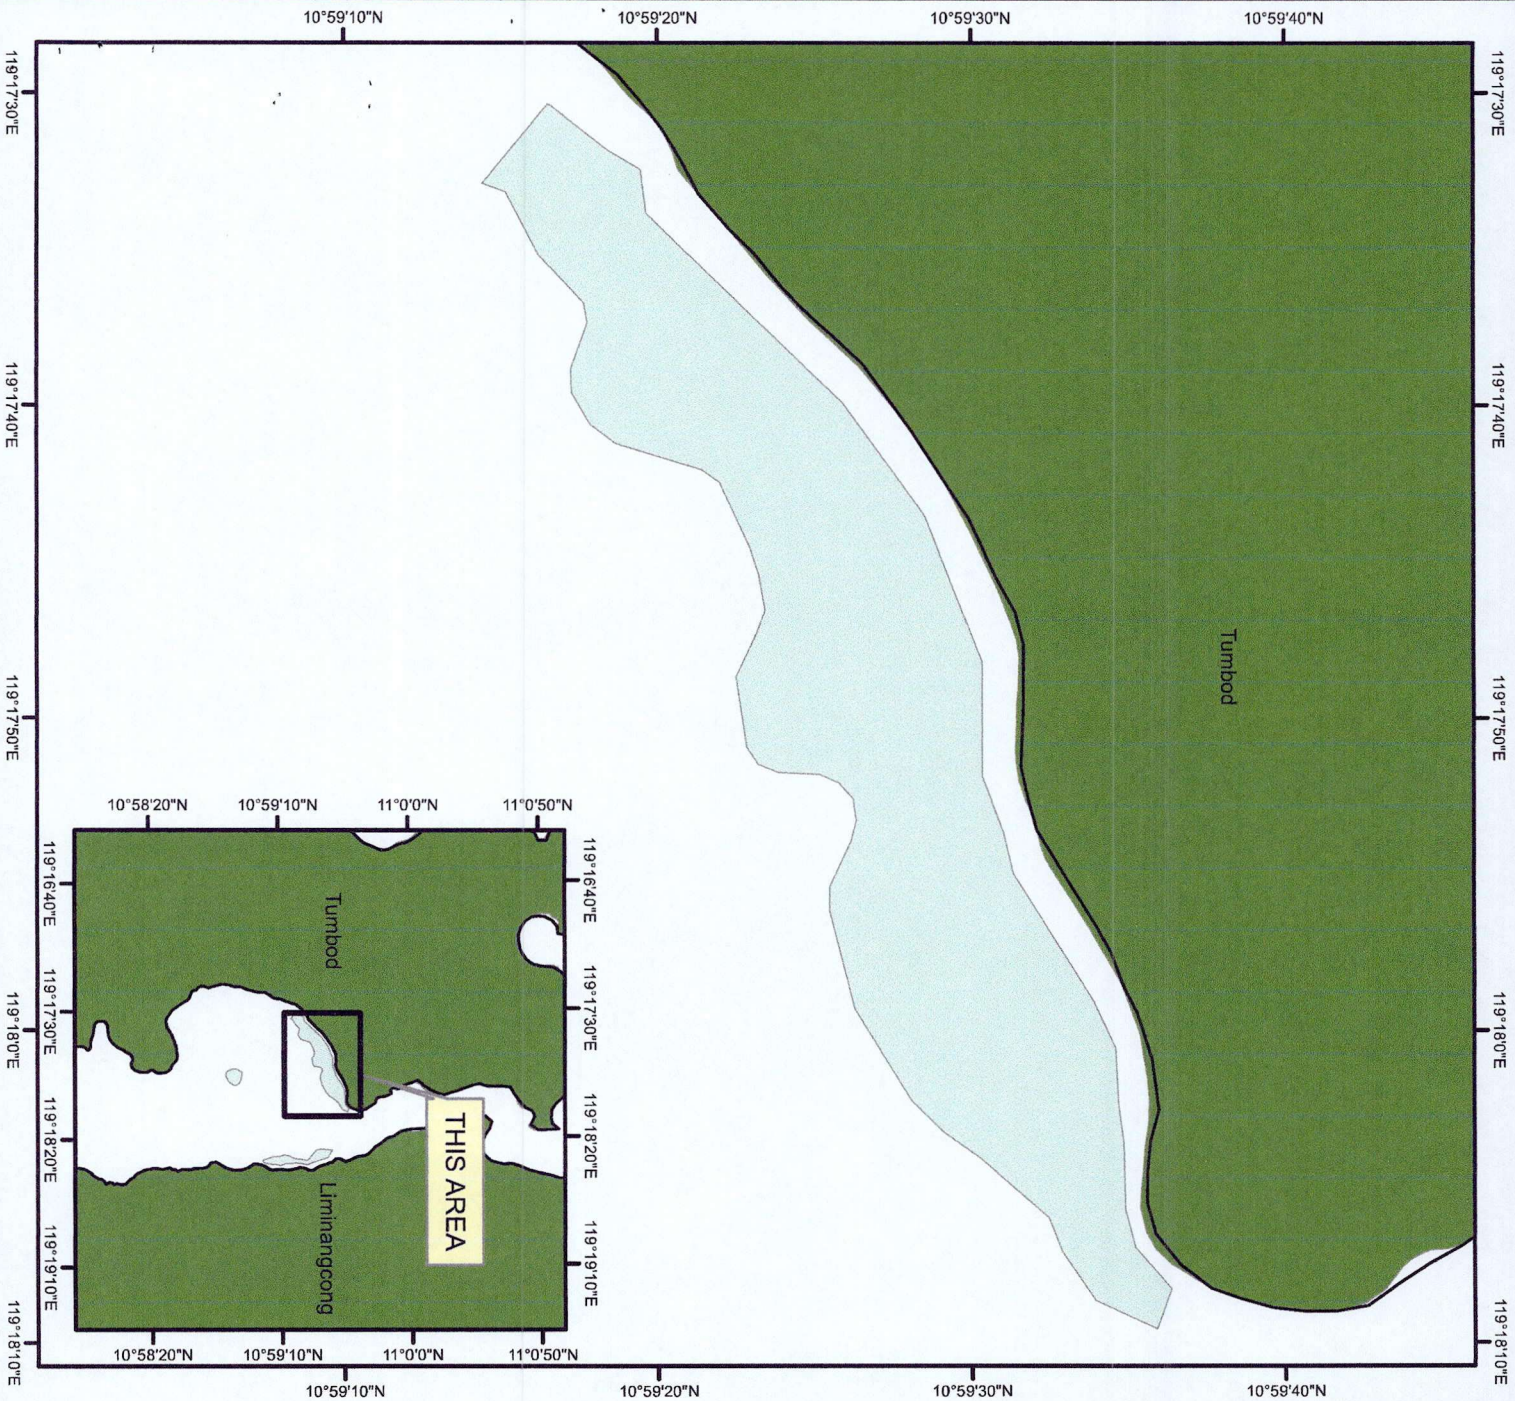 10°59'10"N
10°59'20"N
10°59'30"N
10°59'40"N
119°17'30"E
119°17'30"E
119°17'40"E
119°17'40"E
Tumbod
119°17'50"E
119°17'50"E
10°58'20"N
10°59'10"N
11°0'0"N
11°0'50"N
119°16'40"E
119°16'40"E
Tumbod
119°17'30"E
119°17'30"E
119°18'0"E
119°18'0"E
119°18'20"E
119°18'20"E
THIS AREA
Liminangcong
119°19'10"E
119°19'10"E
10°58'20"N
10°59'10"N
11°0'0"N
11°0'50"N
119°18'10"E
119°18'10"E
10°59'10"N
10°59'20"N
10°59'30"N
10°59'40"N